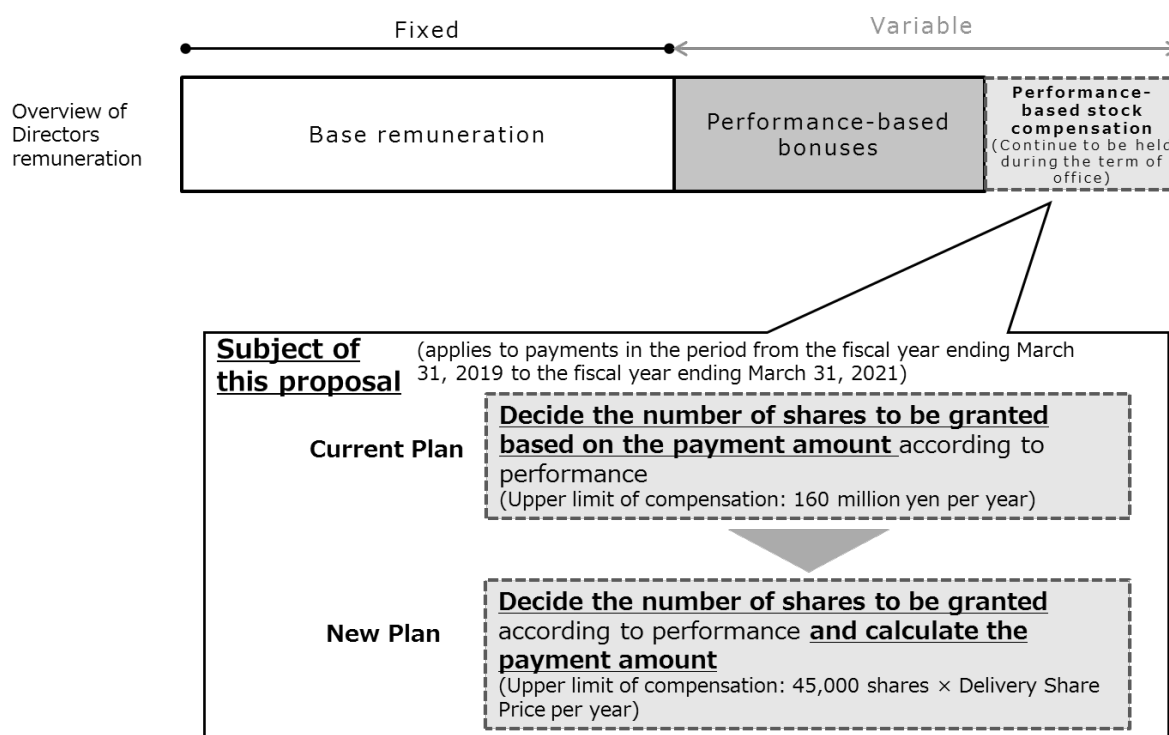 Fixed
Variable
Overview of
Directors
remuneration
Base remuneration
Performance-based
bonuses
Performance-
based stock
compensation
(Continue to be held
during the term of
office)
Subject of
this proposal
(applies to payments in the period from the fiscal year ending March
31, 2019 to the fiscal year ending March 31, 2021)
Current Plan
Decide the number of shares to be granted
based on the payment amount according to
performance
(Upper limit of compensation: 160 million yen per year)
New Plan
Decide the number of shares to be granted
according to performance and calculate the
payment amount
(Upper limit of compensation: 45,000 shares × Delivery Share
Price per year)